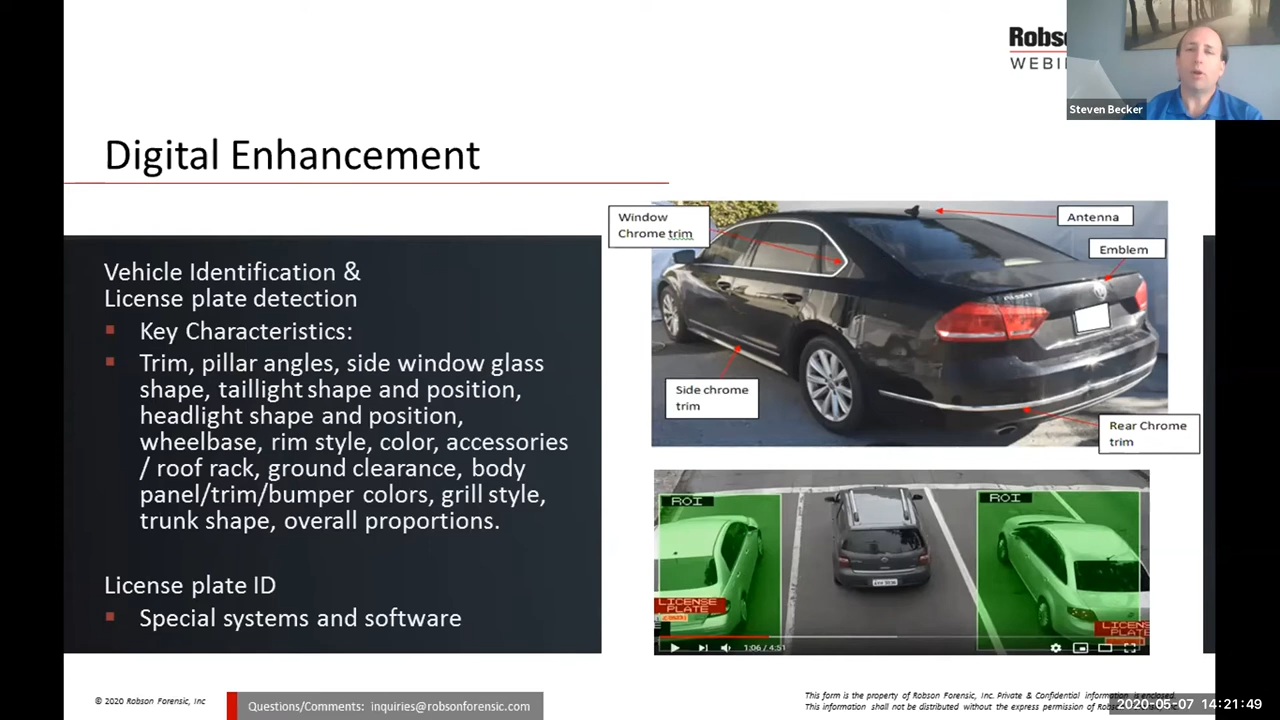 Robs
WEBI
Steven Becker
Digital Enhancement
Vehicle Identification &
License plate detection
Key Characteristics:
Trim, pillar angles, side window glass
shape, taillight shape and position,
headlight shape and position,
wheelbase, rim style, color, accessories
/ roof rack, ground clearance, body
panel/trim/bumper colors, grill style,
trunk shape, overall proportions.
License plate ID
Special systems and software
Window
Chrome trim
Antenna
Emblem
Side chrome
trim
Rear Chrome
trim
ROI
ROI
LICENSE
PLATE
LICENS
PLATE
1:06 / 4:51
© 2020 Robson Forensic, Inc
Questions/Comments: inquiries@robsonforensic.com
This form is the property of Robson Forensic, Inc. Private & Confidential information is enclosed.
This information shall not be distributed without the express permission of Robs
2020-05-07 14:21:49